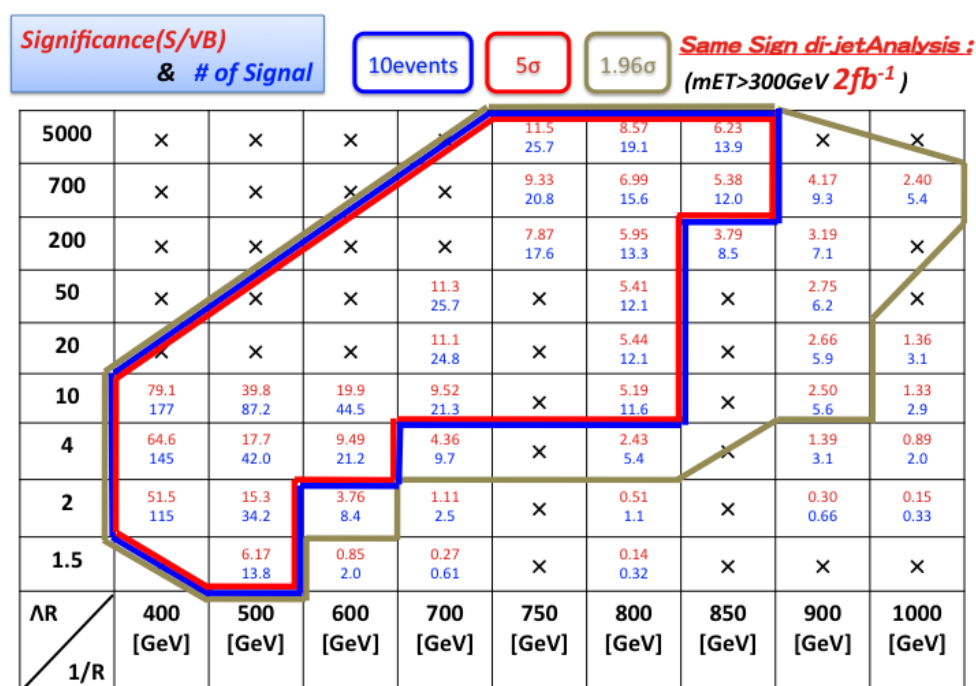 Significance(S/√B)
& # of Signal
10events
5σ
1.96σ
Same Sign di-jetAnalysis :
(mET>300GeV 2fb⁻¹ )
5000 × × × × 11.5 8.57 6.23 × ×
25.7 19.1 13.9
700 × × × × 9.33 6.99 5.38 4.17 2.40
20.8 15.6 12.0 9.3 5.4
200 × × × × 7.87 5.95 3.79 3.19 ×
17.6 13.3 8.5 7.1
50 × × × 11.3 × 5.41 × 2.75 ×
25.7 12.1 6.2
20 × × × 11.1 × 5.44 × 2.66 1.36
24.8 12.1 5.9 3.1
10 79.1 39.8 19.9 9.52 × 5.19 × 2.50 1.33
177 87.2 44.5 21.3 11.6 5.6 2.9
4 64.6 17.7 9.49 4.36 × 2.43 × 1.39 0.89
145 42.0 21.2 9.7 5.4 3.1 2.0
2 51.5 15.3 3.76 1.11 × 0.51 × 0.30 0.15
115 34.2 8.4 2.5 1.1 0.66 0.33
1.5 6.17 0.85 0.27 × 0.14 × × ×
13.8 2.0 0.61 0.32
ΛR 400 500 600 700 750 800 850 900 1000
[GeV] [GeV] [GeV] [GeV] [GeV] [GeV] [GeV] [GeV] [GeV]
1/R